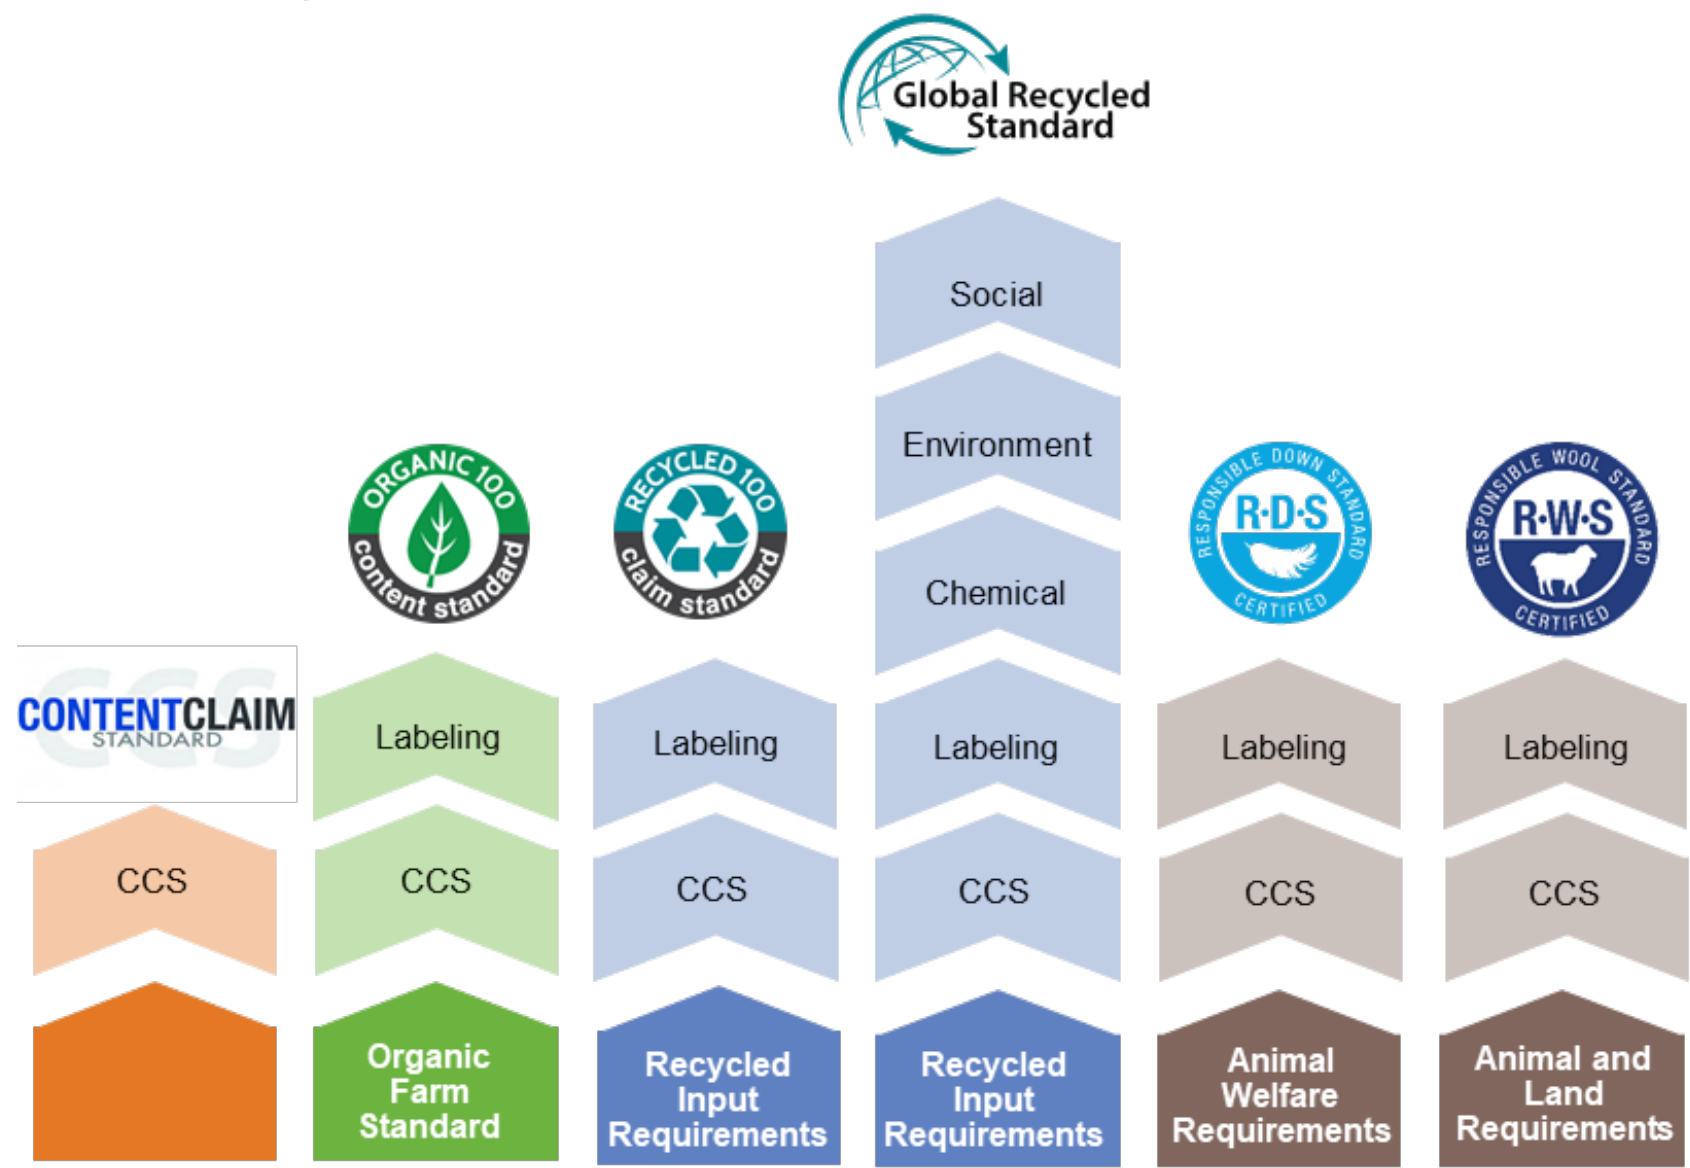 Global Recycled
Standard
Social
Environment
Chemical
ORGANIC 100
content standard
RECYCLED 100
claim standard
RESPONSIBLE DOWN STANDARD
R·D·S
CERTIFIED
RESPONSIBLE WOOL STANDARD
R·W·S
CERTIFIED
CCS
CONTENTCLAIM
STANDARD
Labeling
Labeling
Labeling
Labeling
Labeling
CCS
CCS
CCS
CCS
CCS
CCS
Organic
Farm
Standard
Recycled
Input
Requirements
Recycled
Input
Requirements
Animal
Welfare
Requirements
Animal and
Land
Requirements